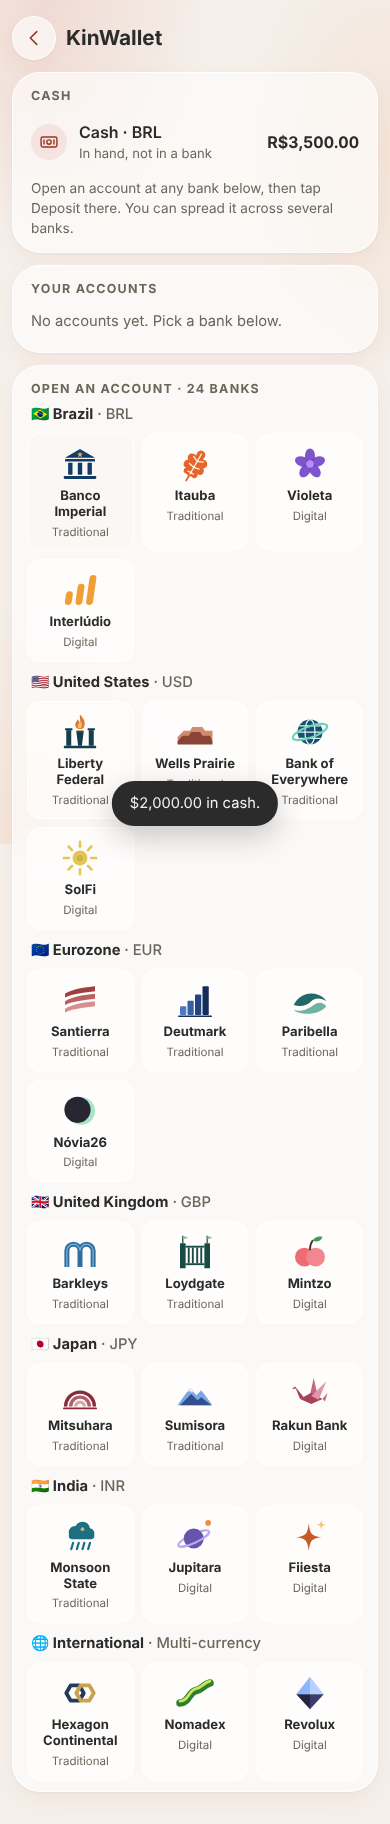 KinWallet
CASH
Cash · BRL
In hand, not in a bank
R$3,500.00
Open an account at any bank below, then tap
Deposit there. You can spread it across several
banks.
YOUR ACCOUNTS
No accounts yet. Pick a bank below.
OPEN AN ACCOUNT · 24 BANKS
Brazil · BRL
Banco
Imperial
Traditional
Itauba
Traditional
Violeta
Digital
Interlúdio
Digital
United States · USD
Liberty
Federal
Traditional
Wells Prairie
Bank of
Everywhere
Traditional
$2,000.00 in cash.
SolFi
Digital
Eurozone · EUR
Santierra
Traditional
Deutmark
Traditional
Paribella
Traditional
Nóvia26
Digital
United Kingdom · GBP
Barkleys
Traditional
Loydgate
Traditional
Mintzo
Digital
Japan · JPY
Mitsuhara
Traditional
Sumisora
Traditional
Rakun Bank
Digital
India · INR
Monsoon
State
Traditional
Jupitara
Digital
Fiiesta
Digital
International · Multi-currency
Hexagon
Continental
Traditional
Nomadex
Digital
Revolux
Digital